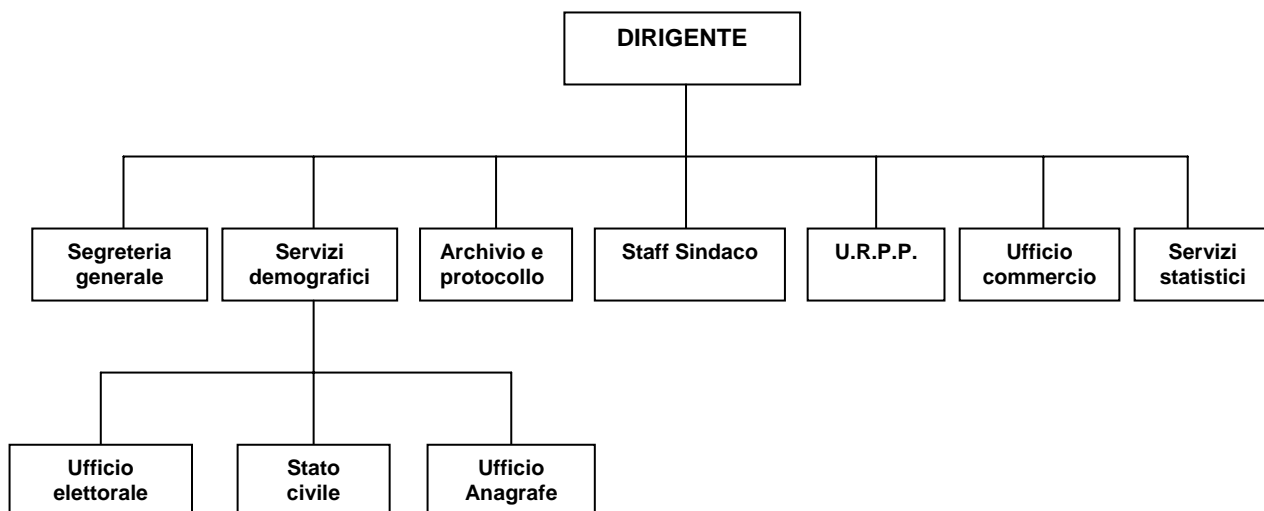 DIRIGENTE
Segreteria
generale
Servizi
demografici
Archivio e
protocollo
Staff Sindaco
U.R.P.P.
Ufficio
commercio
Servizi
statistici
Ufficio
elettorale
Stato
civile
Ufficio
Anagrafe